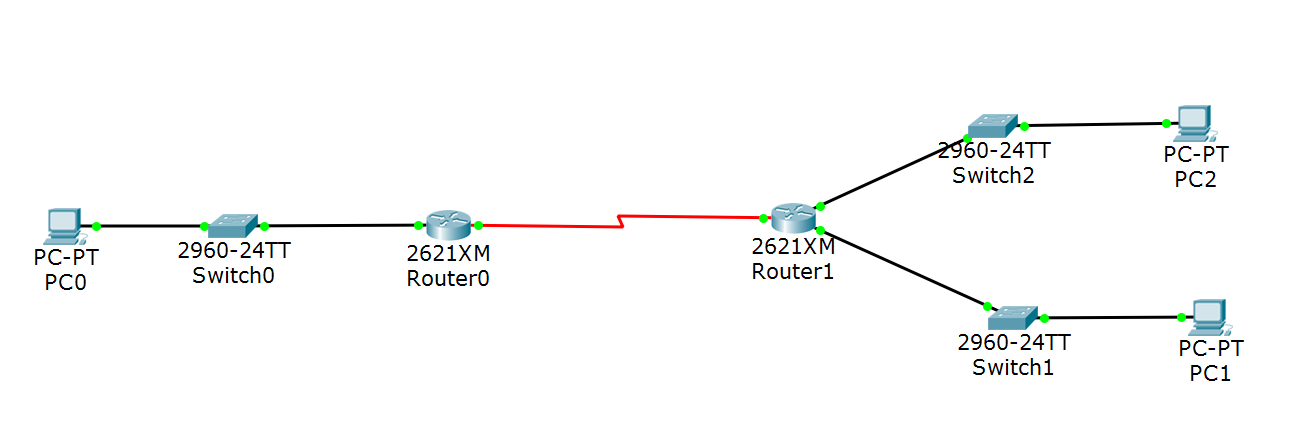 PC-PT
PC0
2960-24TT
Switch0
2621XM
Router0
2621XM
Router1
2960-24TT
Switch2
PC-PT
PC2
2960-24TT
Switch1
PC-PT
PC1